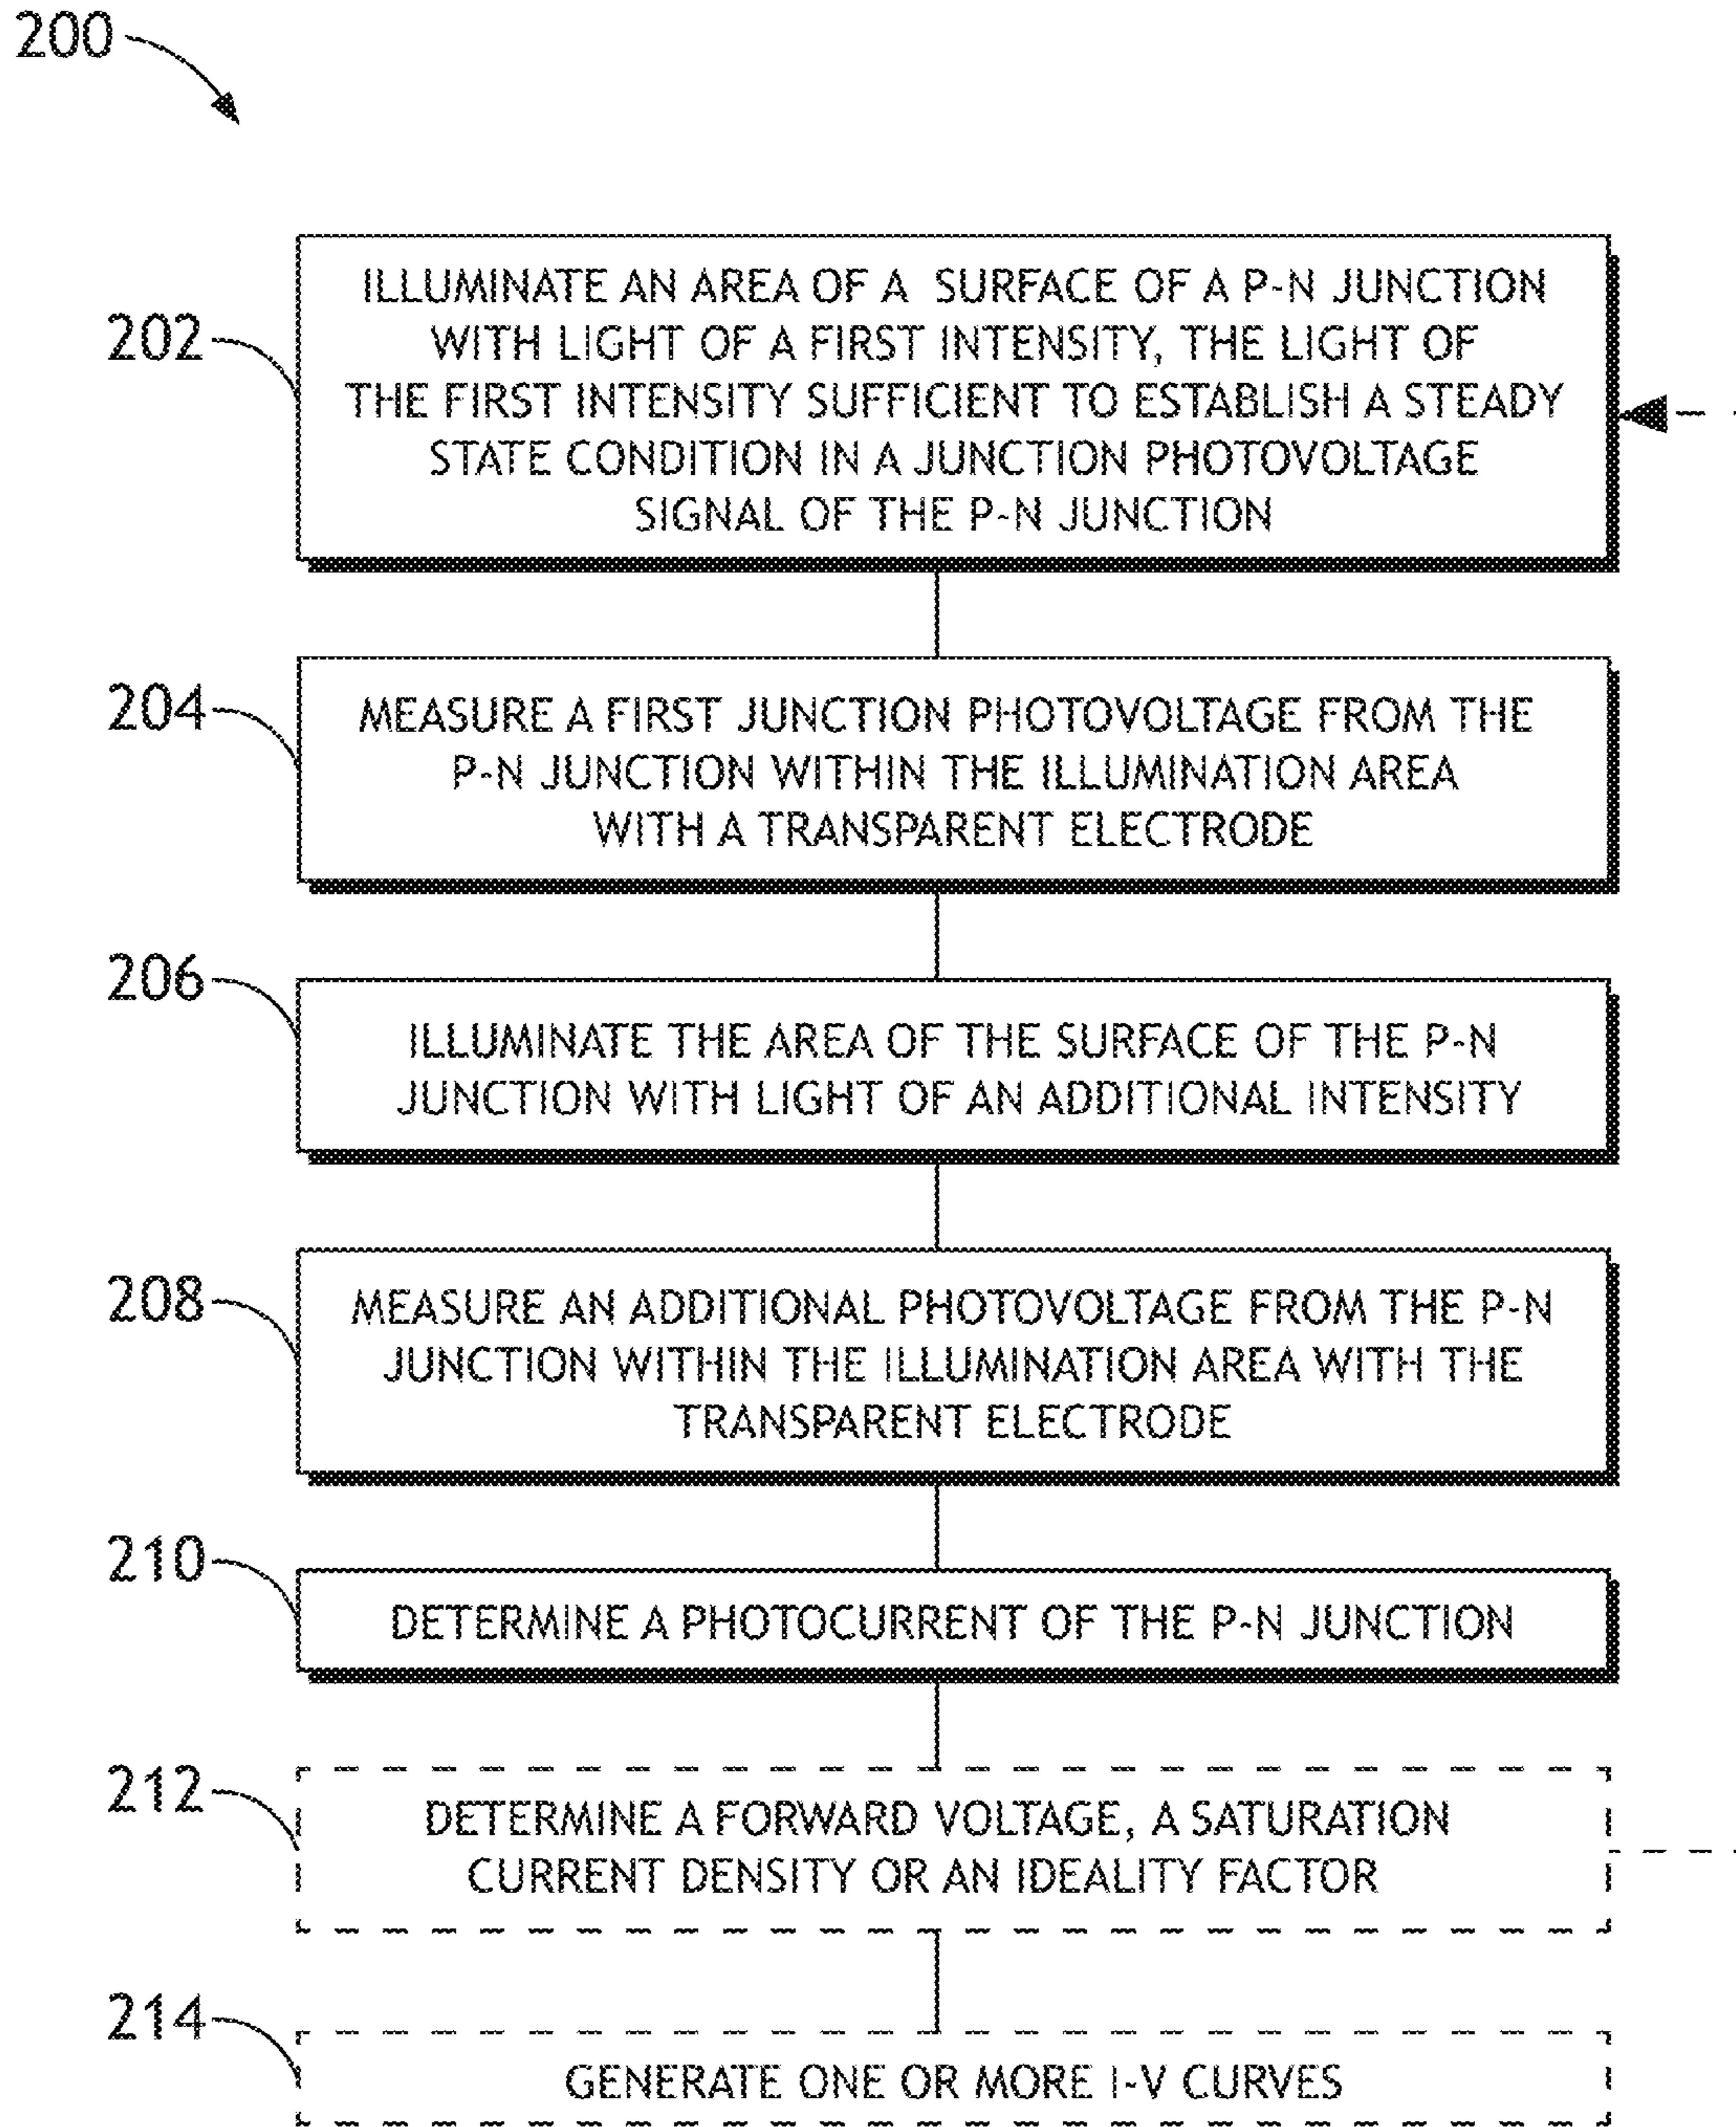 200
202
ILLUMINATE AN AREA OF A SURFACE OF A P-N JUNCTION
WITH LIGHT OF A FIRST INTENSITY, THE LIGHT OF
THE FIRST INTENSITY SUFFICIENT TO ESTABLISH A STEADY
STATE CONDITION IN A JUNCTION PHOTOVOLTAGE
SIGNAL OF THE P-N JUNCTION
204
MEASURE A FIRST JUNCTION PHOTOVOLTAGE FROM THE
P-N JUNCTION WITHIN THE ILLUMINATION AREA
WITH A TRANSPARENT ELECTRODE
206
ILLUMINATE THE AREA OF THE SURFACE OF THE P-N
JUNCTION WITH LIGHT OF AN ADDITIONAL INTENSITY
208
MEASURE AN ADDITIONAL PHOTOVOLTAGE FROM THE P-N
JUNCTION WITHIN THE ILLUMINATION AREA WITH THE
TRANSPARENT ELECTRODE
210
DETERMINE A PHOTOCURRENT OF THE P-N JUNCTION
212
DETERMINE A FORWARD VOLTAGE, A SATURATION
CURRENT DENSITY OR AN IDEALITY FACTOR
214
GENERATE ONE OR MORE I-V CURVES